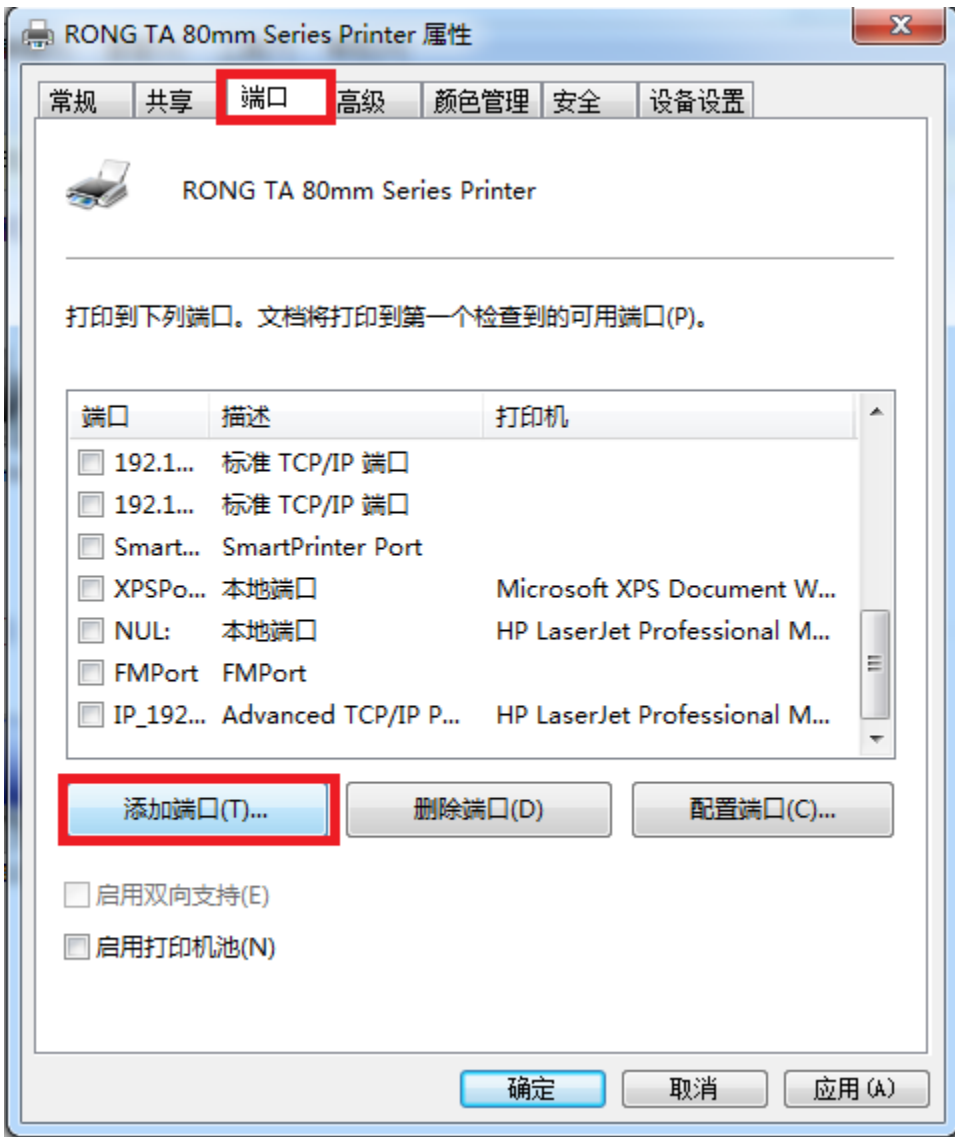 RONG TA 80mm Series Printer 属性
常规 共享 端口 高级 颜色管理 安全 设备设置
RONG TA 80mm Series Printer
打印到下列端口。文档将打印到第一个检查到的可用端口(P)。
端口 描述 打印机
192.1... 标准 TCP/IP 端口
192.1... 标准 TCP/IP 端口
Smart... SmartPrinter Port
XPSPo... 本地端口 Microsoft XPS Document W...
NUL: 本地端口 HP LaserJet Professional M...
FMPort FMPort
IP_192... Advanced TCP/IP P... HP LaserJet Professional M...
添加端口(T)... 删除端口(D) 配置端口(C)...
启用双向支持(E)
启用打印机池(N)
确定 取消 应用(A)